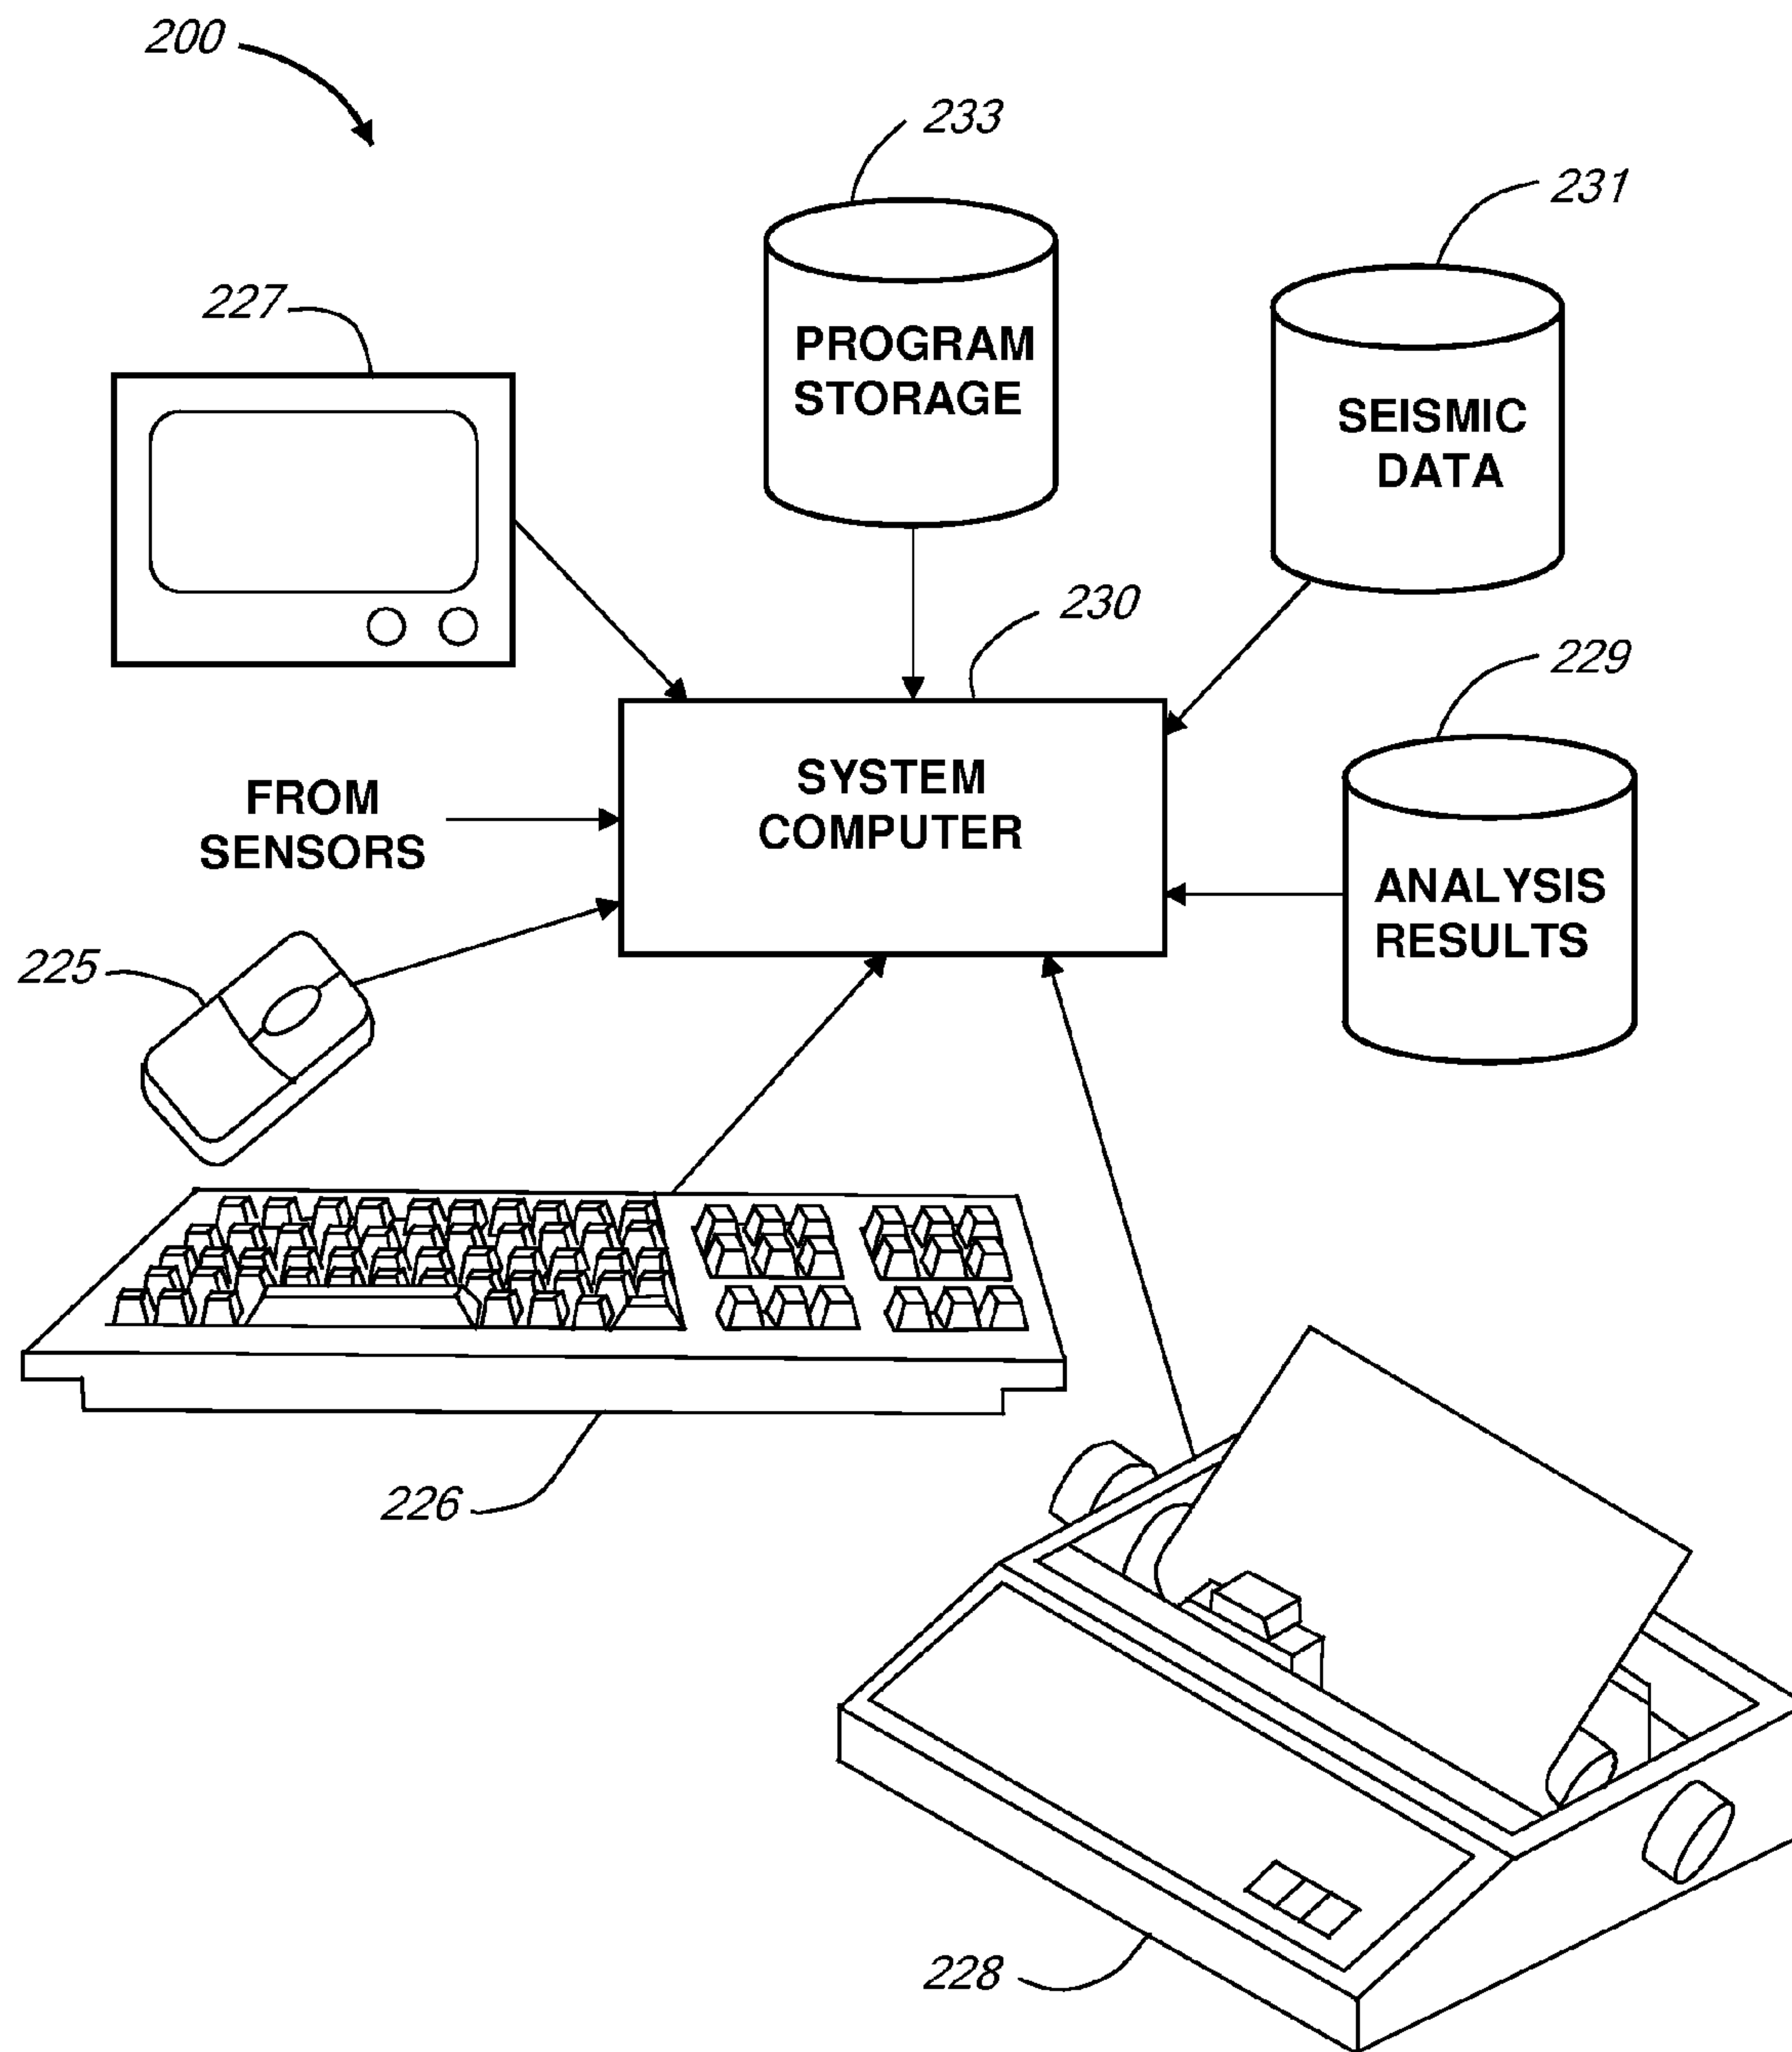 200
233
231
227
PROGRAM
STORAGE
SEISMIC
DATA
230
229
SYSTEM
COMPUTER
FROM
SENSORS
ANALYSIS
RESULTS
225
226
228